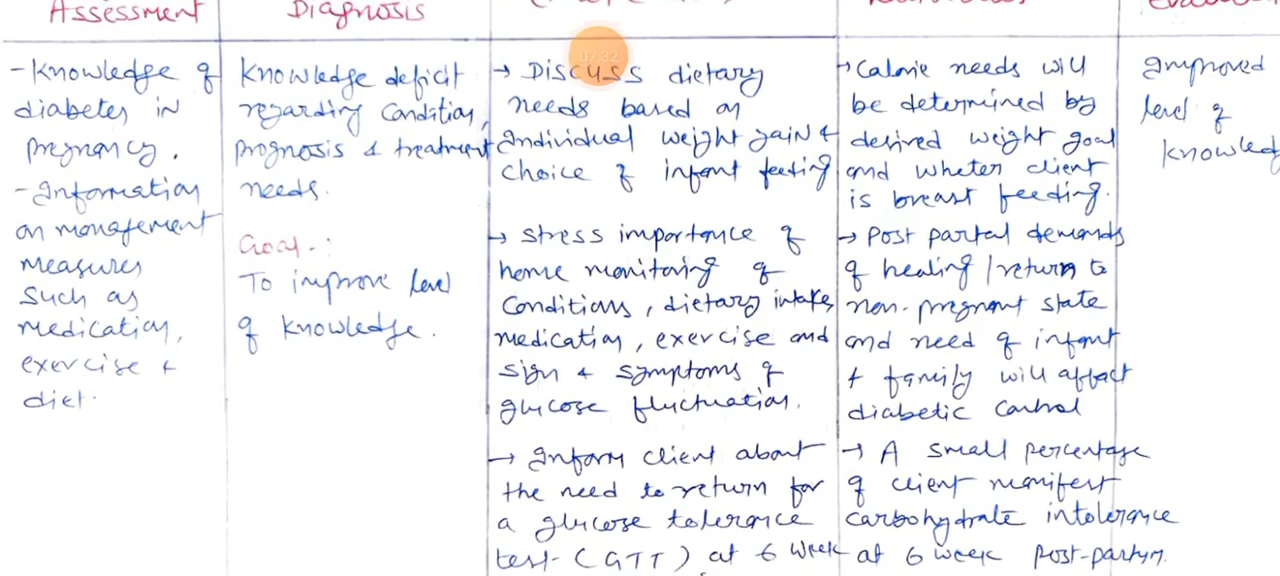 Assessment
- Knowledge of
diabetes in
pregnancy.
- Information
on management
measures
such as
medication,
exercise &
diet.
Diagnosis
Knowledge deficit
regarding condition,
prognosis & treatment
needs.
Goal - :
To improve level
of knowledge.
07:32
→ Discuss dietary
needs based on
Individual weight gain &
choice of infant feeding
→ Stress importance of
home monitoring of
Conditions, dietary intake,
medication, exercise and
sign & symptoms of
glucose fluctuation.
→ Inform client about
the need to return for
a glucose tolerance
test - (GTT) at 6 week
→ Calorie needs will
be determined by
desired weight goal
and wheter client
is breast feeding.
→ Post partal demands
of healing / return to
non-pregnant state
and need of infant
& family will affect
diabetic control
→ A small percentage
of client manifest
carbohydrate intolerance
at 6 week post-partum.
Improved
level of